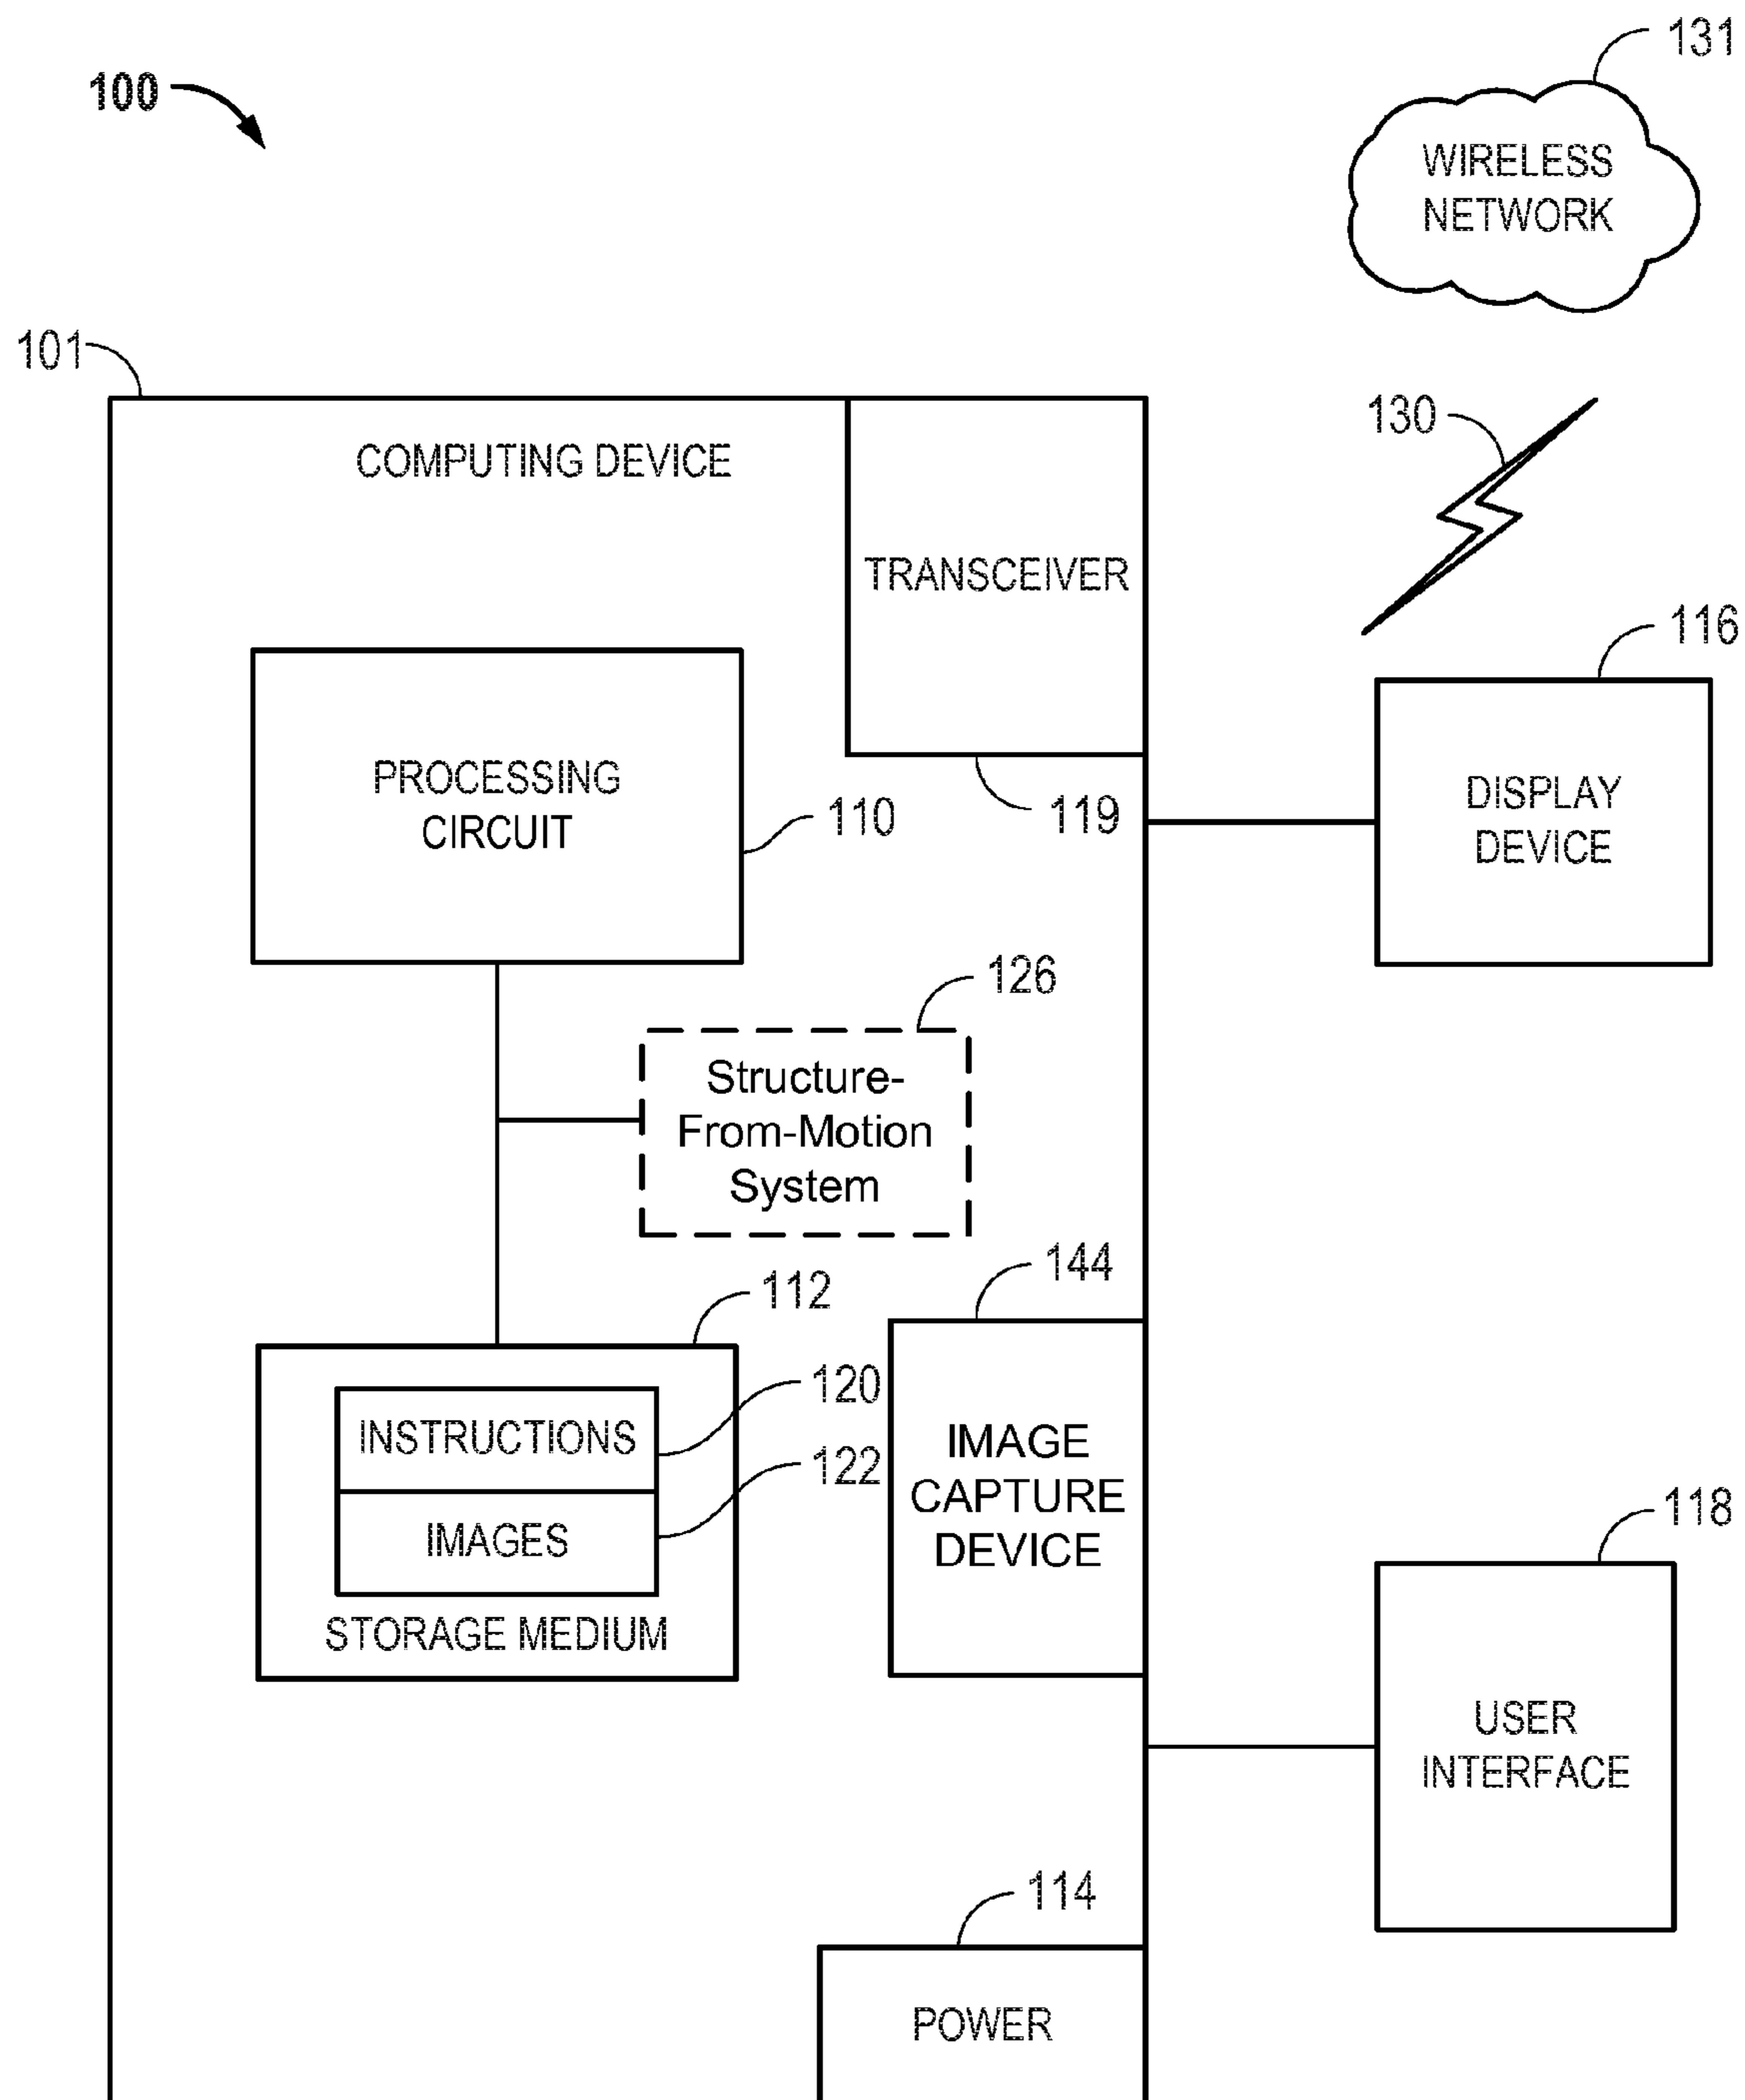 100
131
WIRELESS
NETWORK
101
COMPUTING DEVICE
130
TRANSCEIVER
116
PROCESSING
CIRCUIT
110
119
DISPLAY
DEVICE
126
Structure-
From-Motion
System
144
112
120
INSTRUCTIONS
122
IMAGES
STORAGE MEDIUM
IMAGE
CAPTURE
DEVICE
118
USER
INTERFACE
114
POWER